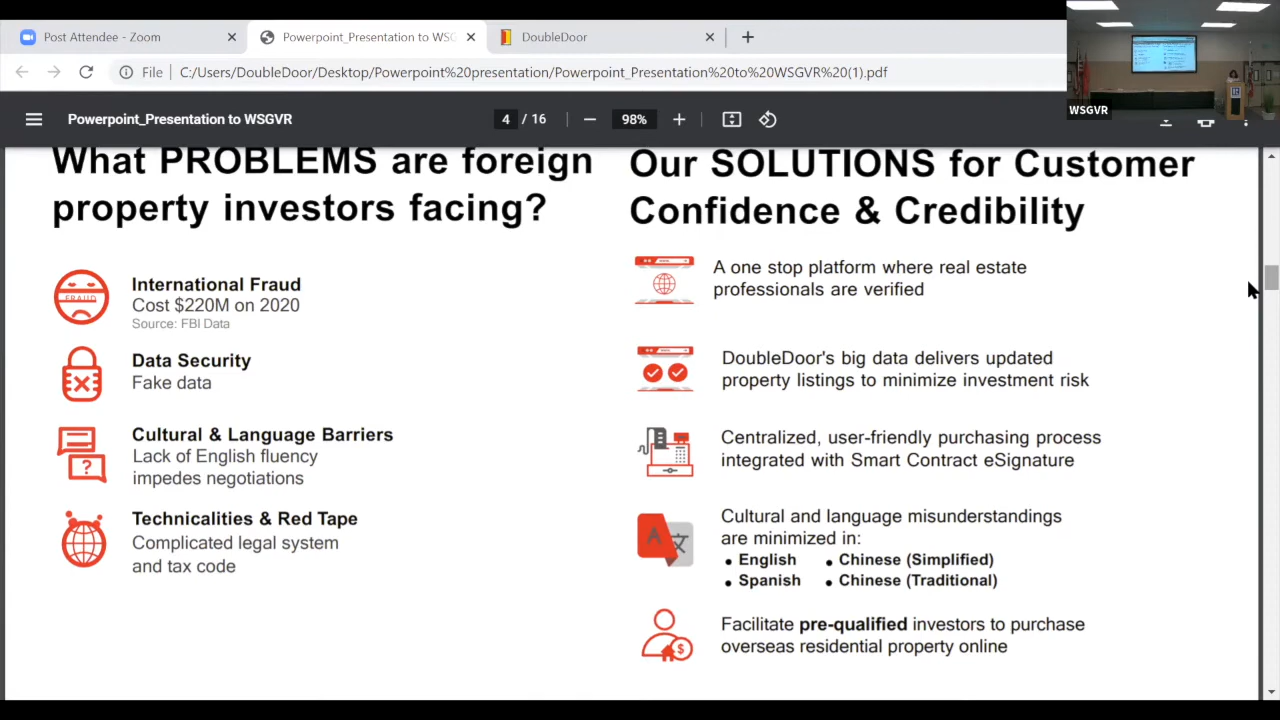 Post Attendee - Zoom
Powerpoint_Presentation to WSG
DoubleDoor
File
C:/Users/DoubleDoor/Desktop/Powerpoint%20Presentation/Powerpoint_Presentation%20to%20WSGVR%20(1).pdf
WSGVR
Powerpoint_Presentation to WSGVR
4 / 16
98%
What PROBLEMS are foreign
property investors facing?
FRAUD
International Fraud
Cost $220M on 2020
Source: FBI Data
Data Security
Fake data
Cultural & Language Barriers
Lack of English fluency
impedes negotiations
?
Technicalities & Red Tape
Complicated legal system
and tax code
Our SOLUTIONS for Customer
Confidence & Credibility
A one stop platform where real estate
professionals are verified
DoubleDoor's big data delivers updated
property listings to minimize investment risk
Centralized, user-friendly purchasing process
integrated with Smart Contract eSignature
A 文
Cultural and language misunderstandings
are minimized in:
• English • Chinese (Simplified)
• Spanish • Chinese (Traditional)
$
Facilitate pre-qualified investors to purchase
overseas residential property online